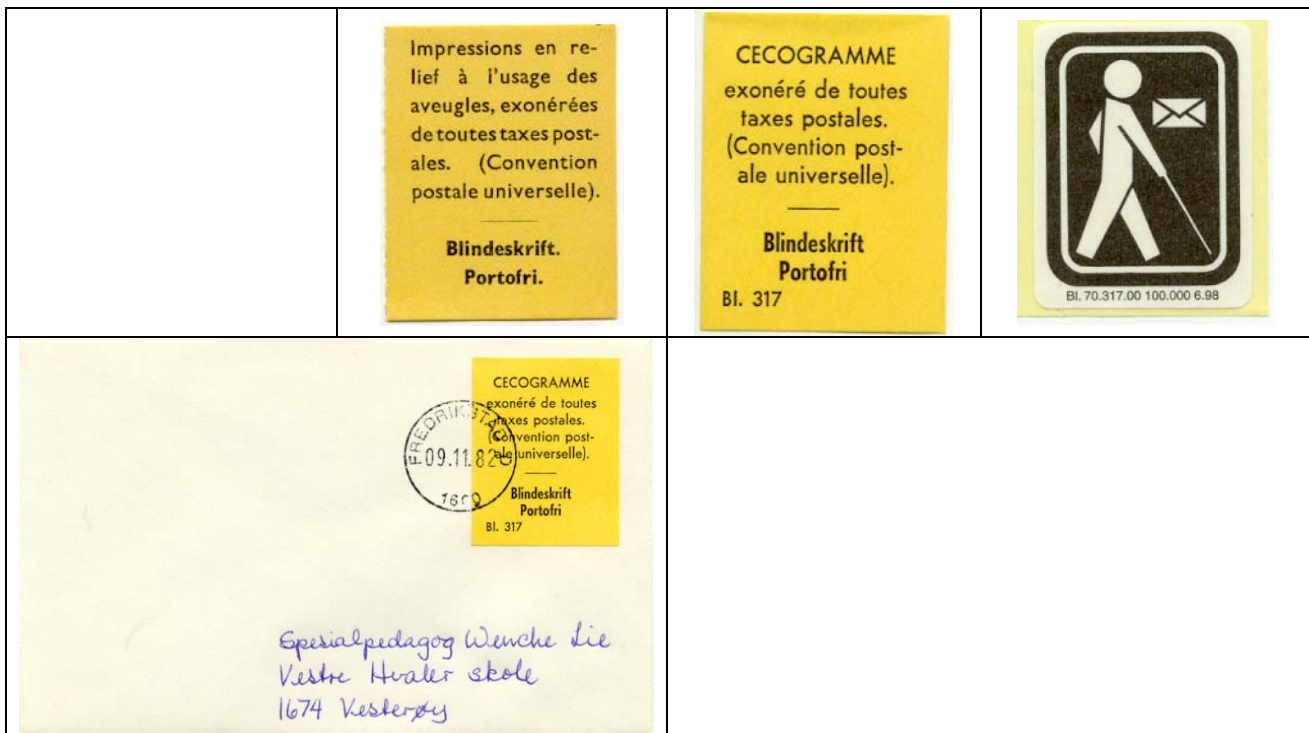 Impressions en re-
lief à l'usage des
aveugles, exonérées
de toutes taxes post-
ales. (Convention
postale universelle).
Blindeskrift.
Portofri.
CECOGRAMME
exonéré de toutes
taxes postales.
(Convention post-
ale universelle).
Blindeskrift
Portofri
Bl. 317
Bl. 70.317.00 100.000 6.98
CECOGRAMME
exonéré de toutes
taxes postales.
(Convention post-
ale universelle).
Blindeskrift
Portofri
Bl. 317
FREDRIKSTAD
09.11.82
Spesialpedagog Wenche Lie
Vestre Hvaler skole
1674 Vesterøy